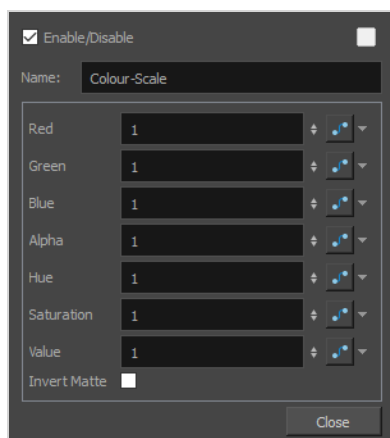 Enable/Disable
Name: Colour-Scale
Red 1
Green 1
Blue 1
Alpha 1
Hue 1
Saturation 1
Value 1
Invert Matte
Close